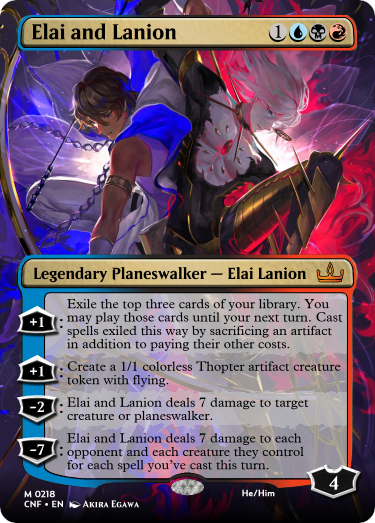 Elai and Lanion 1
Legendary Planeswalker — Elai Lanion
Exile the top three cards of your library. You
may play those cards until your next turn. Cast
+1: spells exiled this way by sacrificing an artifact
in addition to paying their other costs.
+1: Create a 1/1 colorless Thopter artifact creature
token with flying.
-2: Elai and Lanion deals 7 damage to target
creature or planeswalker.
Elai and Lanion deals 7 damage to each
-7: opponent and each creature they control
for each spell you've cast this turn.
4
M 0218
CNF • EN Akira Egawa
He/Him